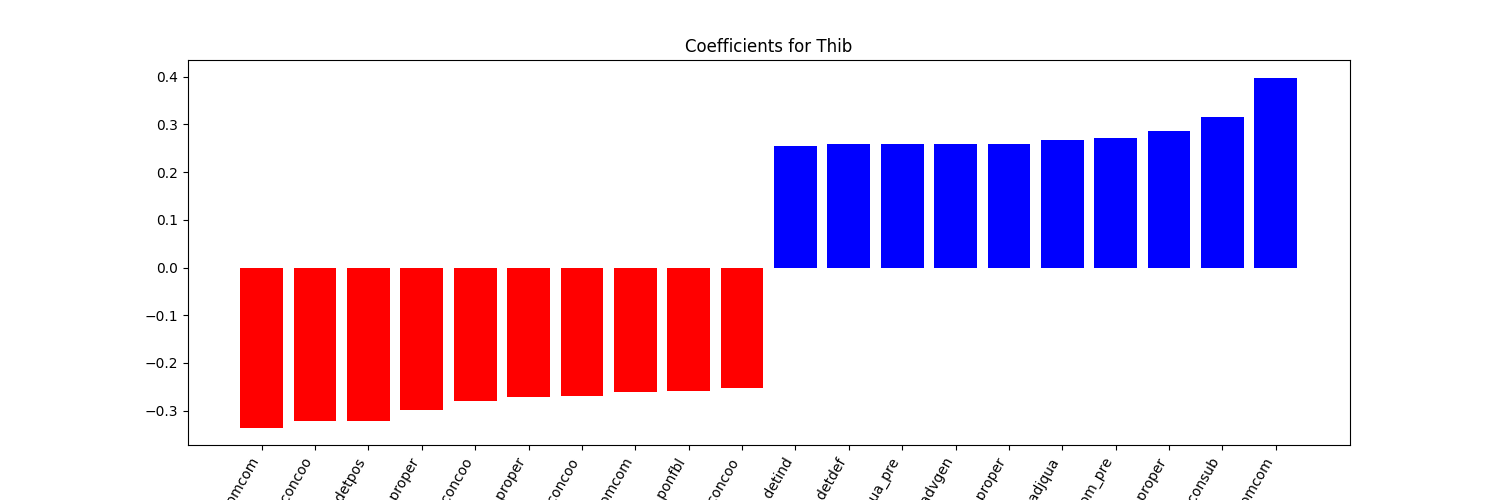 Coefficients for Thib
0.4
0.3
0.2
0.1
0.0
−0.1
−0.2
−0.3
omcom
concoo
detpos
proper
concoo
proper
concoo
omcom
ponfbl
concoo
detind
detdef
ua_pre
advgen
proper
adjqua
om_pre
proper
consub
omcom